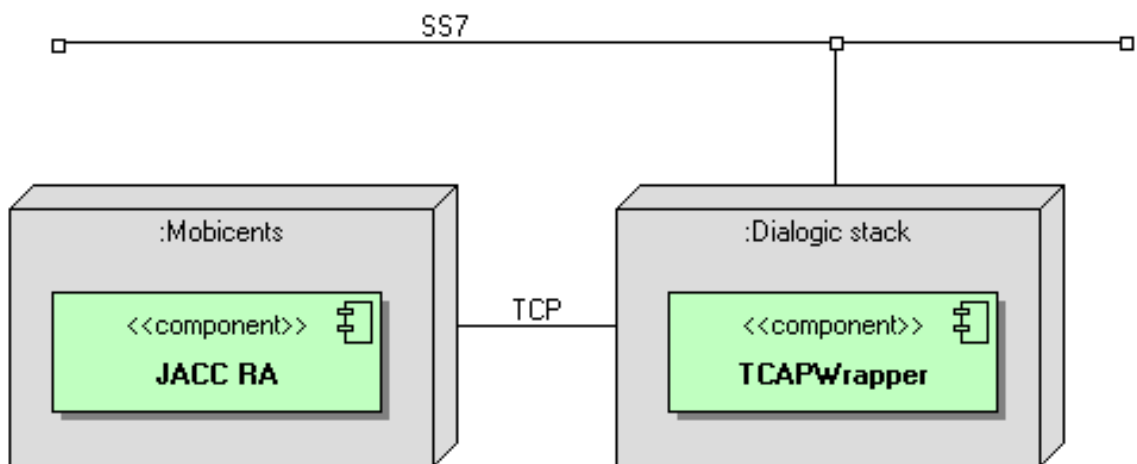 SS7
:Mobicents
<<component>>
JACC RA
TCP
:Dialogic stack
<<component>>
TCAPWrapper